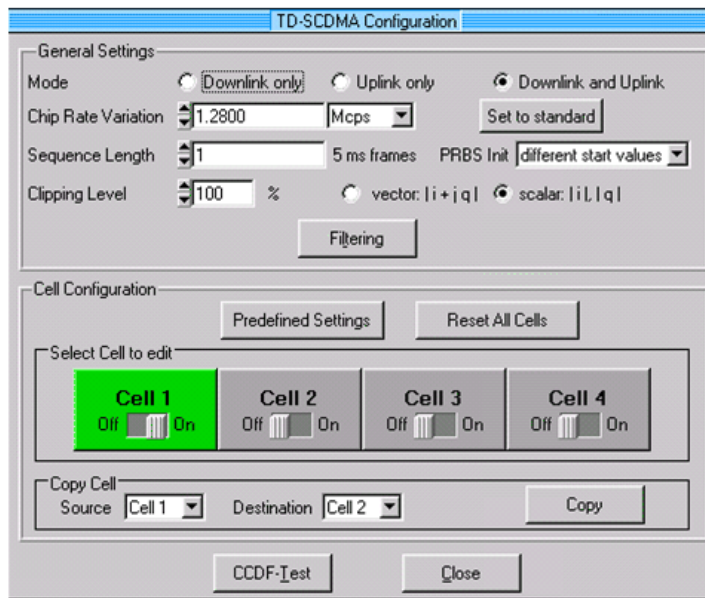 TD-SCDMA Configuration
General Settings
Mode Downlink only Uplink only Downlink and Uplink
Chip Rate Variation 1.2800 Mcps Set to standard
Sequence Length 1 5 ms frames PRBS Init different start values
Clipping Level 100 % vector: | i + j q | scalar: | i |, | q |
Filtering
Cell Configuration
Predefined Settings Reset All Cells
Select Cell to edit
Cell 1 Cell 2 Cell 3 Cell 4
Off On Off On Off On Off On
Copy Cell
Source Cell 1 Destination Cell 2 Copy
CCDF-Test Close